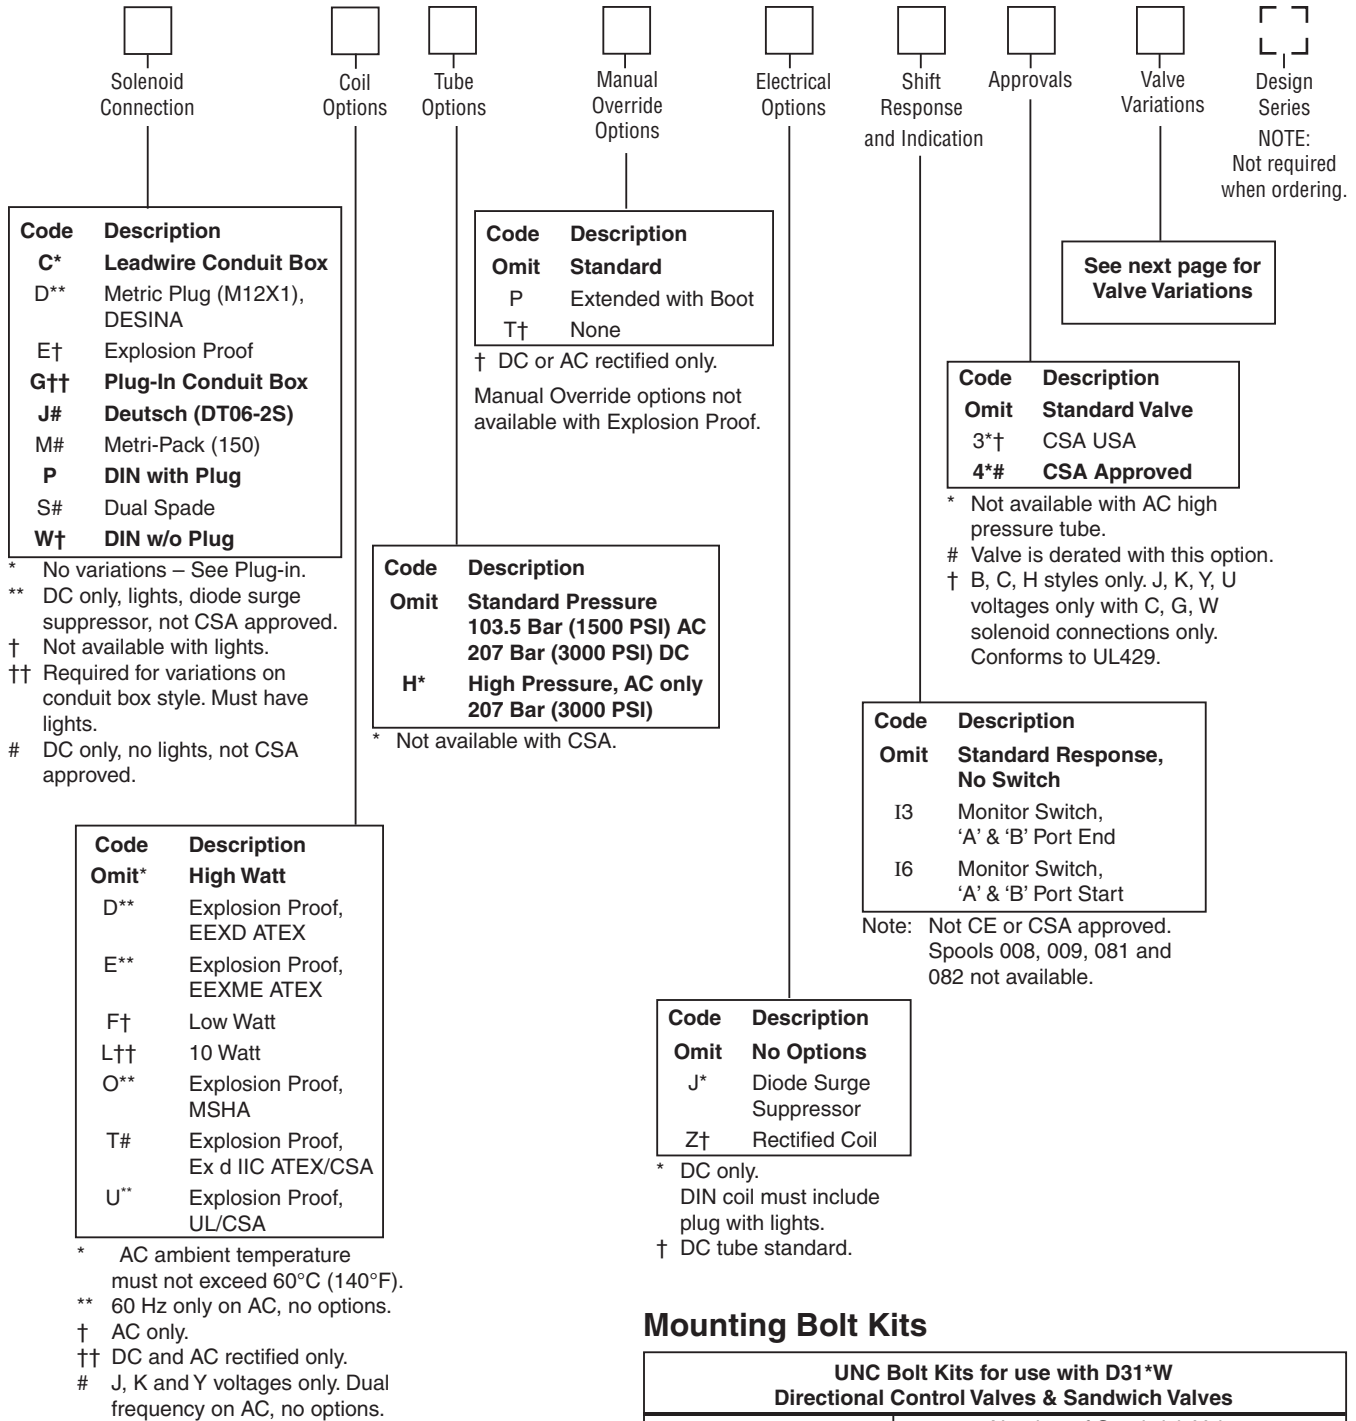 Solenoid
Connection
Coil
Options
Tube
Options
Manual
Override
Options
Electrical
Options
Shift
Response
and Indication
Approvals
Valve
Variations
Design
Series
NOTE:
Not required
when ordering.
Code Description
C* Leadwire Conduit Box
D** Metric Plug (M12X1),
DESINA
E† Explosion Proof
G†† Plug-In Conduit Box
J# Deutsch (DT06-2S)
M# Metri-Pack (150)
P DIN with Plug
S# Dual Spade
W† DIN w/o Plug
* No variations – See Plug-in.
** DC only, lights, diode surge
suppressor, not CSA approved.
† Not available with lights.
†† Required for variations on
conduit box style. Must have
lights.
# DC only, no lights, not CSA
approved.
Code Description
Omit* High Watt
D** Explosion Proof,
EEXD ATEX
E** Explosion Proof,
EEXME ATEX
F† Low Watt
L†† 10 Watt
O** Explosion Proof,
MSHA
T# Explosion Proof,
Ex d IIC ATEX/CSA
U** Explosion Proof,
UL/CSA
* AC ambient temperature
must not exceed 60°C (140°F).
** 60 Hz only on AC, no options.
† AC only.
†† DC and AC rectified only.
# J, K and Y voltages only. Dual
frequency on AC, no options.
Code Description
Omit Standard Pressure
103.5 Bar (1500 PSI) AC
207 Bar (3000 PSI) DC
H* High Pressure, AC only
207 Bar (3000 PSI)
* Not available with CSA.
Code Description
Omit Standard
P Extended with Boot
T† None
† DC or AC rectified only.
Manual Override options not
available with Explosion Proof.
Code Description
Omit No Options
J* Diode Surge
Suppressor
Z† Rectified Coil
* DC only.
DIN coil must include
plug with lights.
† DC tube standard.
Code Description
Omit Standard Response,
No Switch
I3 Monitor Switch,
‘A’ & ‘B’ Port End
I6 Monitor Switch,
‘A’ & ‘B’ Port Start
Note: Not CE or CSA approved.
Spools 008, 009, 081 and
082 not available.
Code Description
Omit Standard Valve
3*† CSA USA
4*# CSA Approved
* Not available with AC high
pressure tube.
# Valve is derated with this option.
† B, C, H styles only. J, K, Y, U
voltages only with C, G, W
solenoid connections only.
Conforms to UL429.
See next page for
Valve Variations
Mounting Bolt Kits
UNC Bolt Kits for use with D31*W
Directional Control Valves & Sandwich Valves